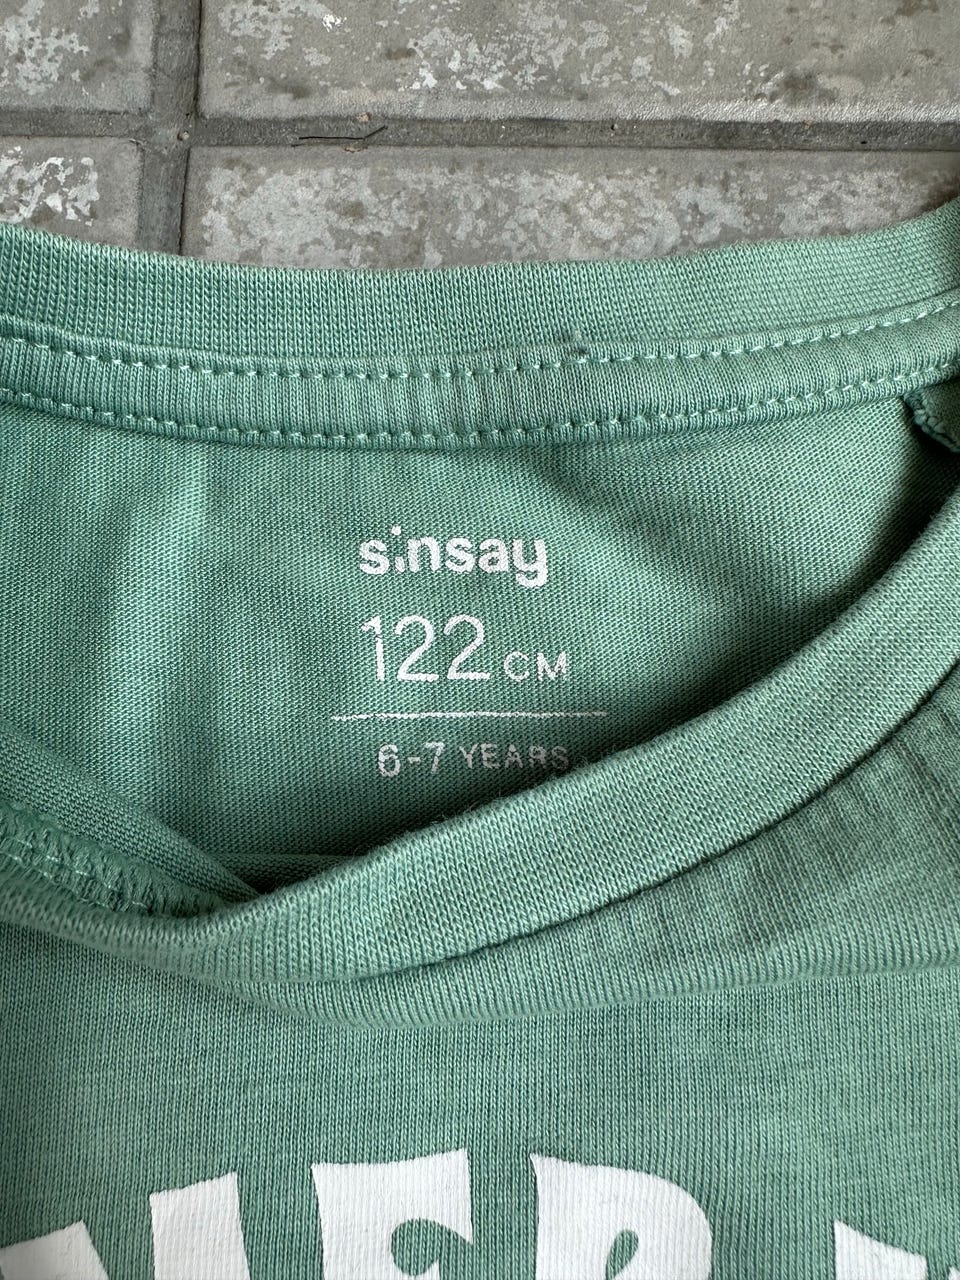 sinsay
122 CM
6-7 YEARS